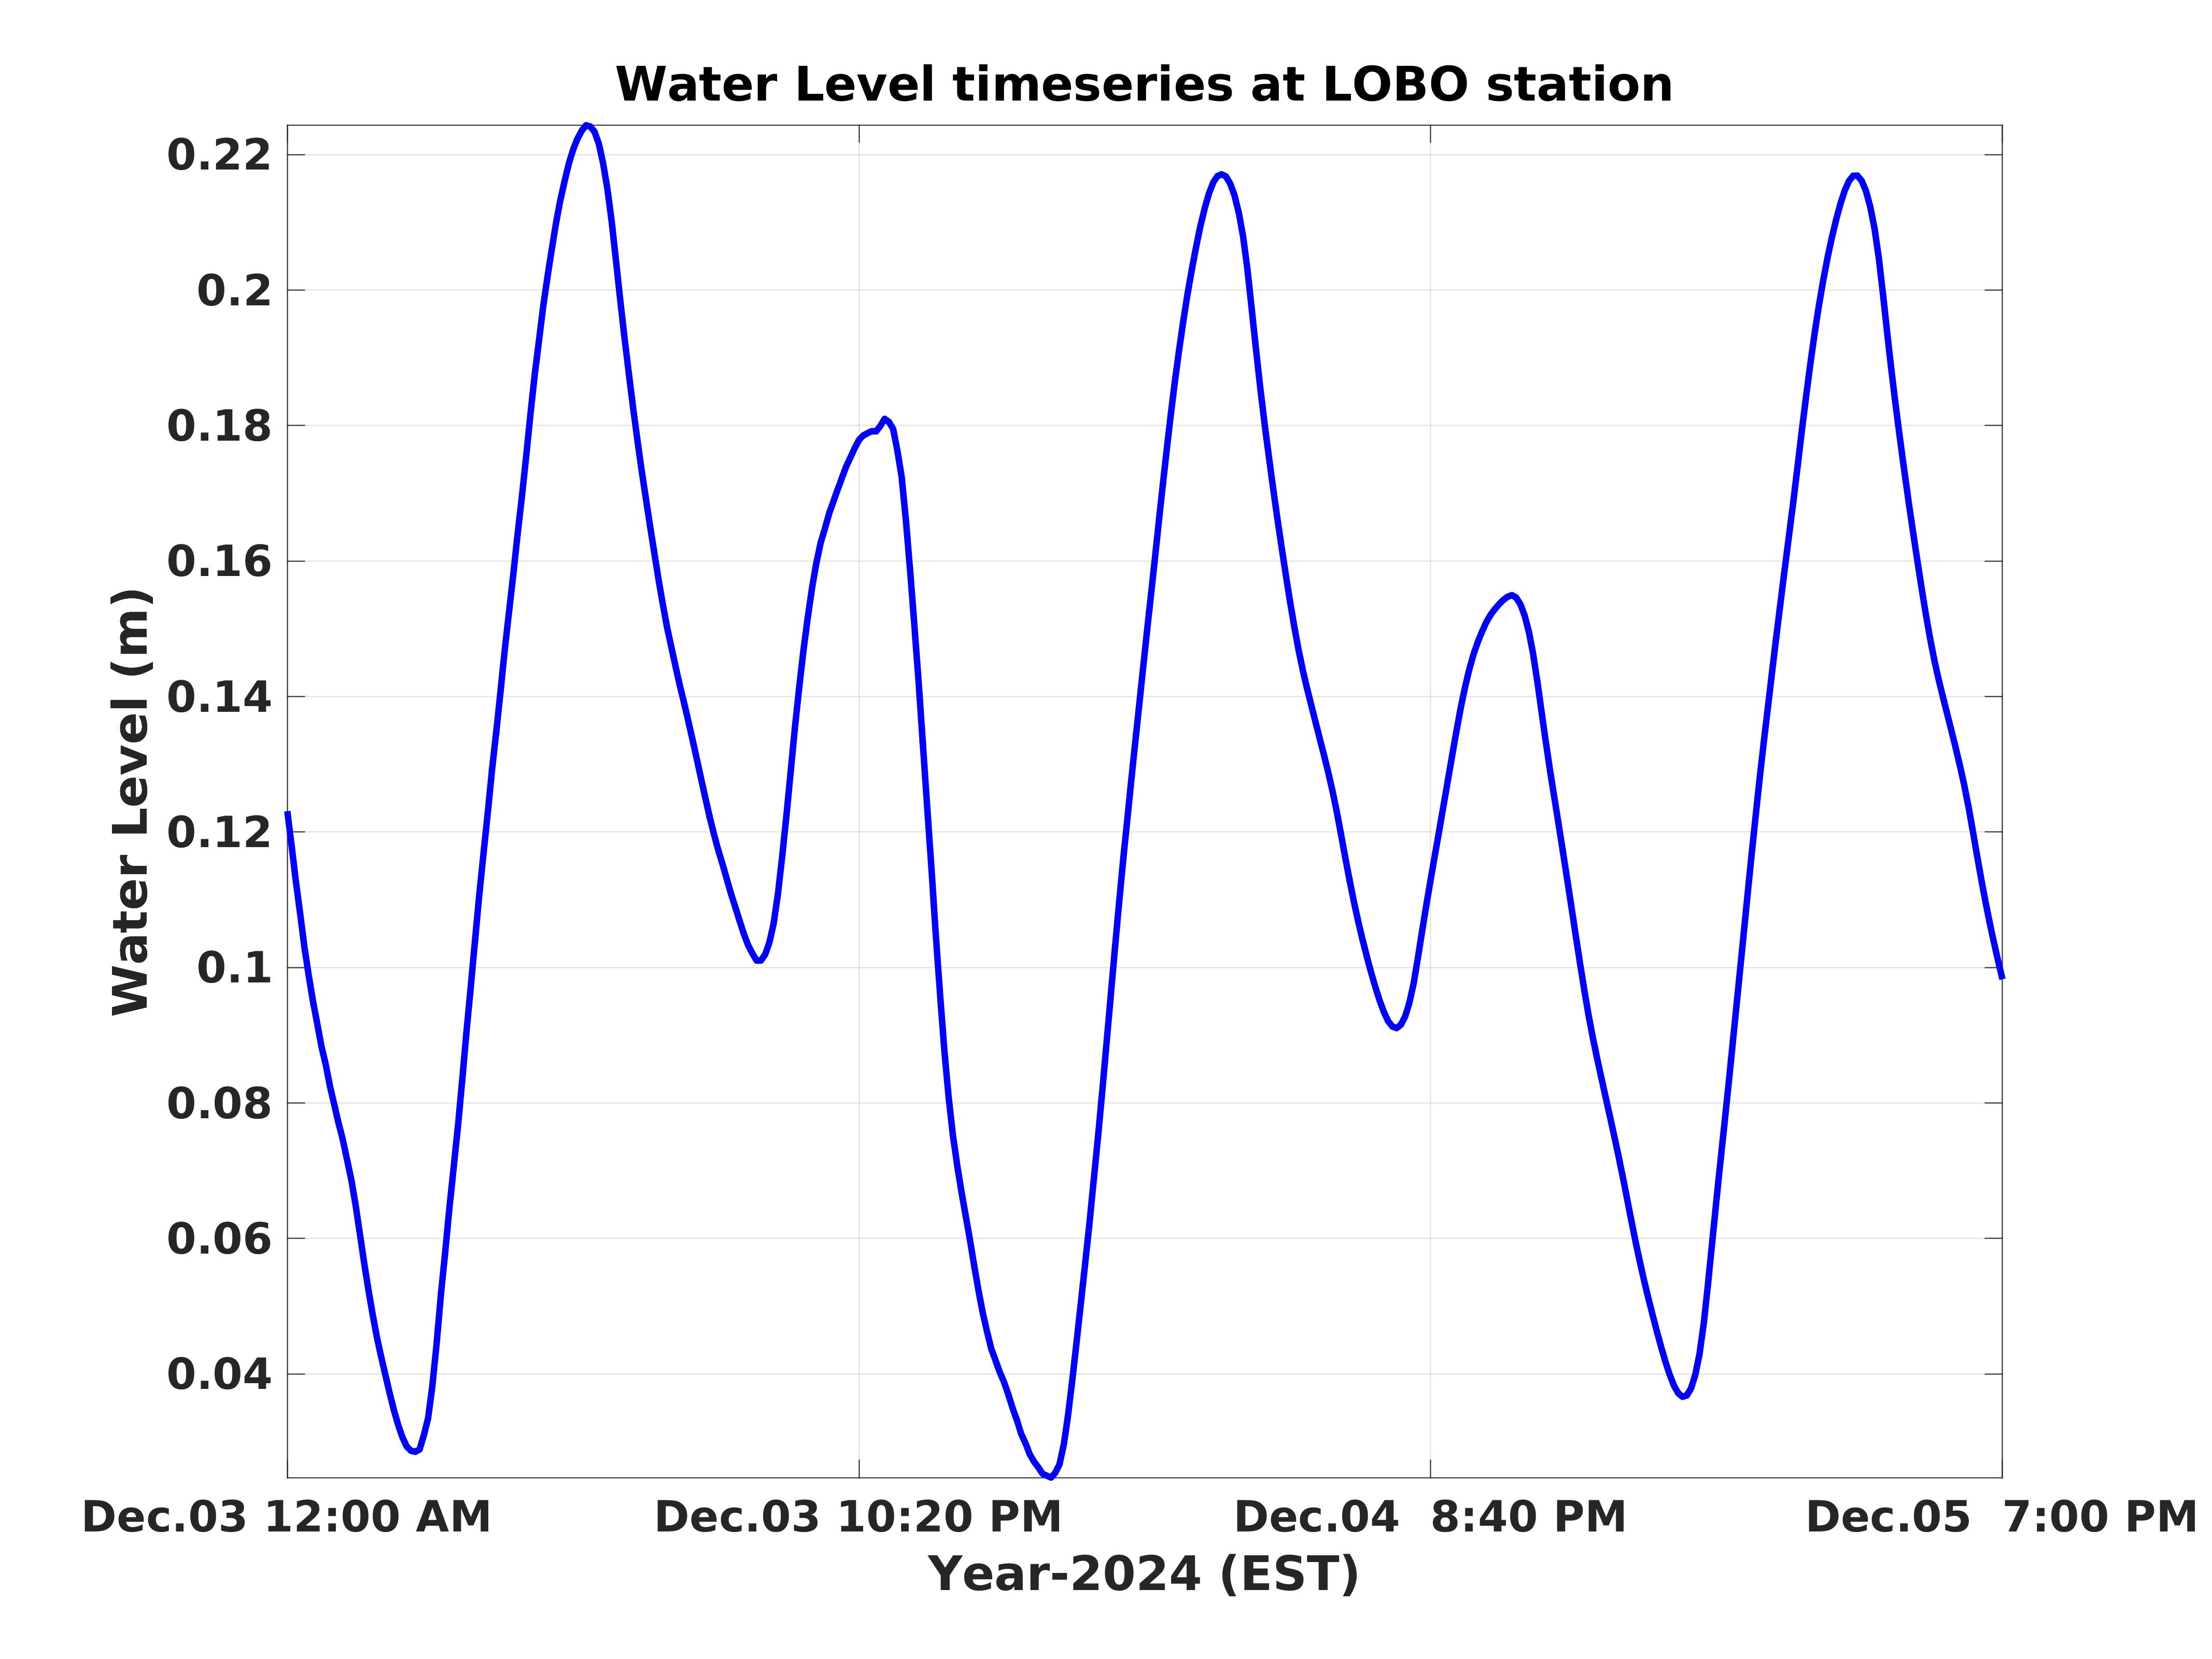 Water Level timeseries at LOBO station
0.22
0.2
0.18
0.16
0.14
0.12
0.1
0.08
0.06
0.04
Water Level (m)
Dec.03 12:00 AM Dec.03 10:20 PM Dec.04 8:40 PM Dec.05 7:00 PM
Year-2024 (EST)